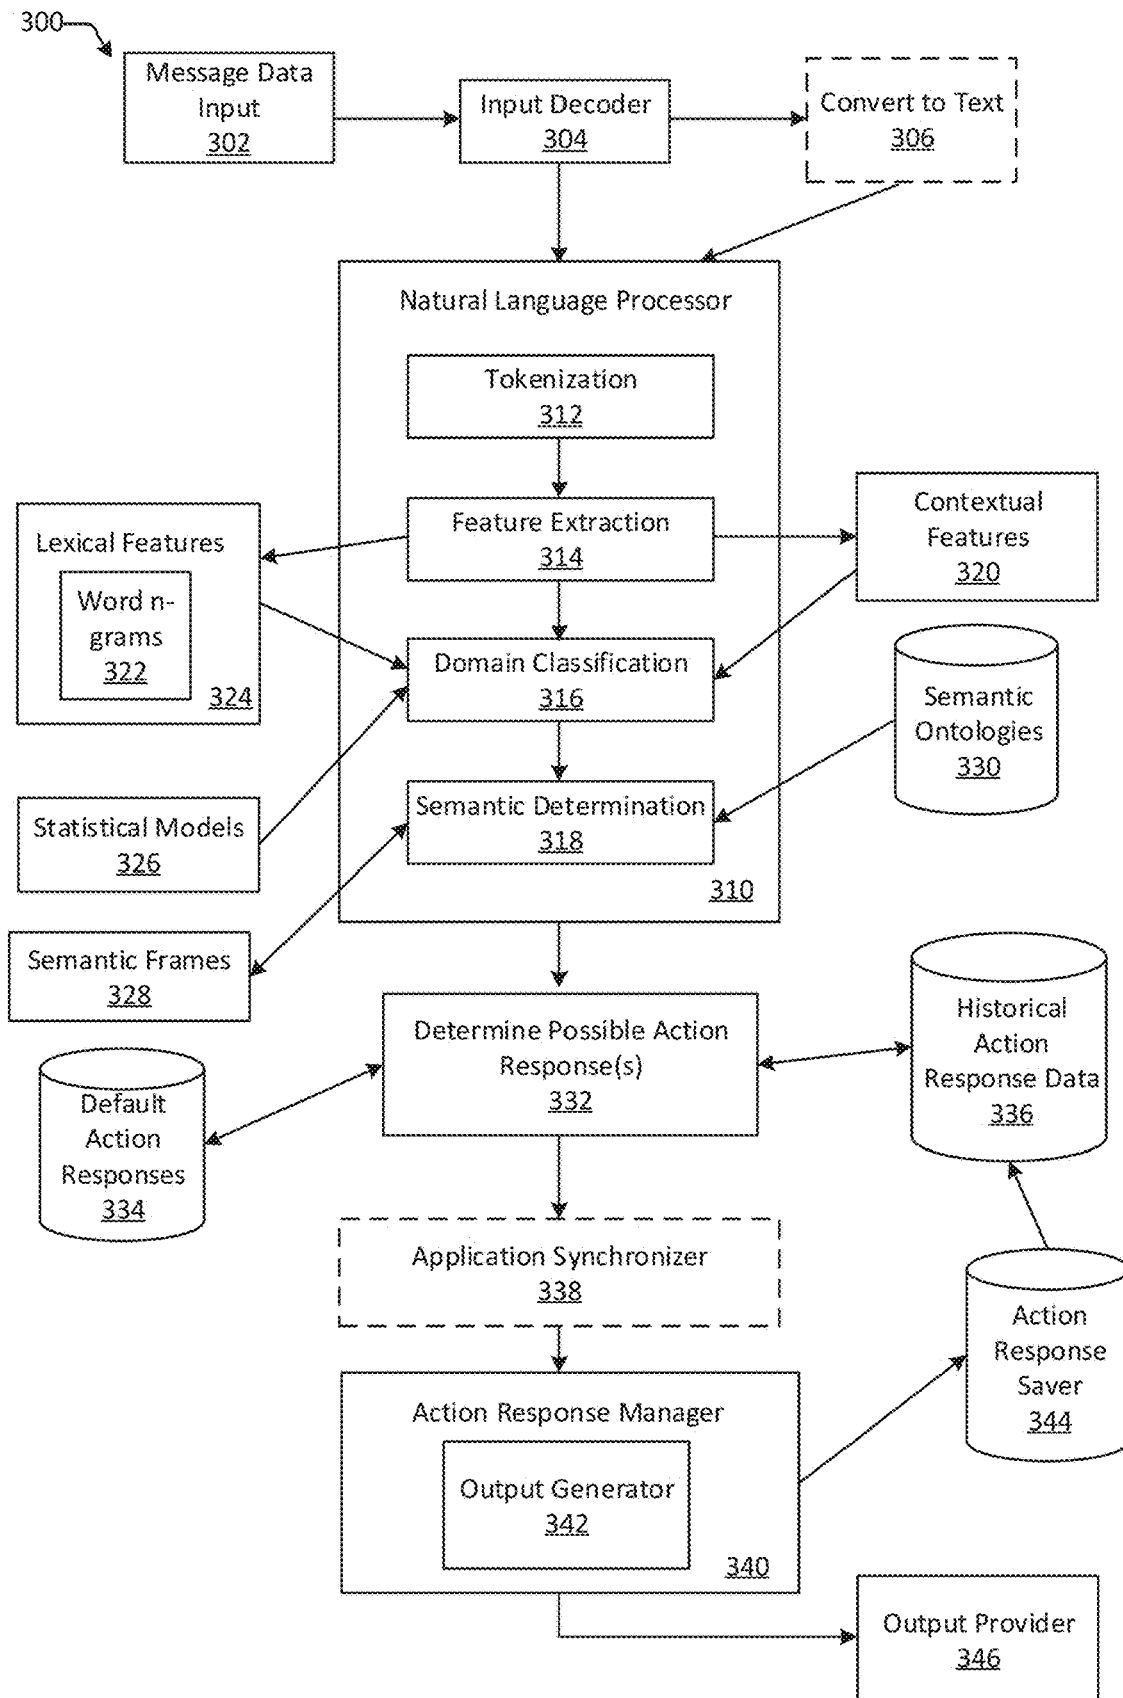 300
Message Data
Input
302
Input Decoder
304
Convert to Text
306
Natural Language Processor
Tokenization
312
Feature Extraction
314
Lexical Features
Word n-
grams
322
324
Contextual
Features
320
Domain Classification
316
Semantic
Ontologies
330
Statistical Models
326
Semantic Determination
318
310
Semantic Frames
328
Determine Possible Action
Response(s)
332
Historical
Action
Response Data
336
Default
Action
Responses
334
Application Synchronizer
338
Action
Response
Saver
344
Action Response Manager
Output Generator
342
340
Output Provider
346